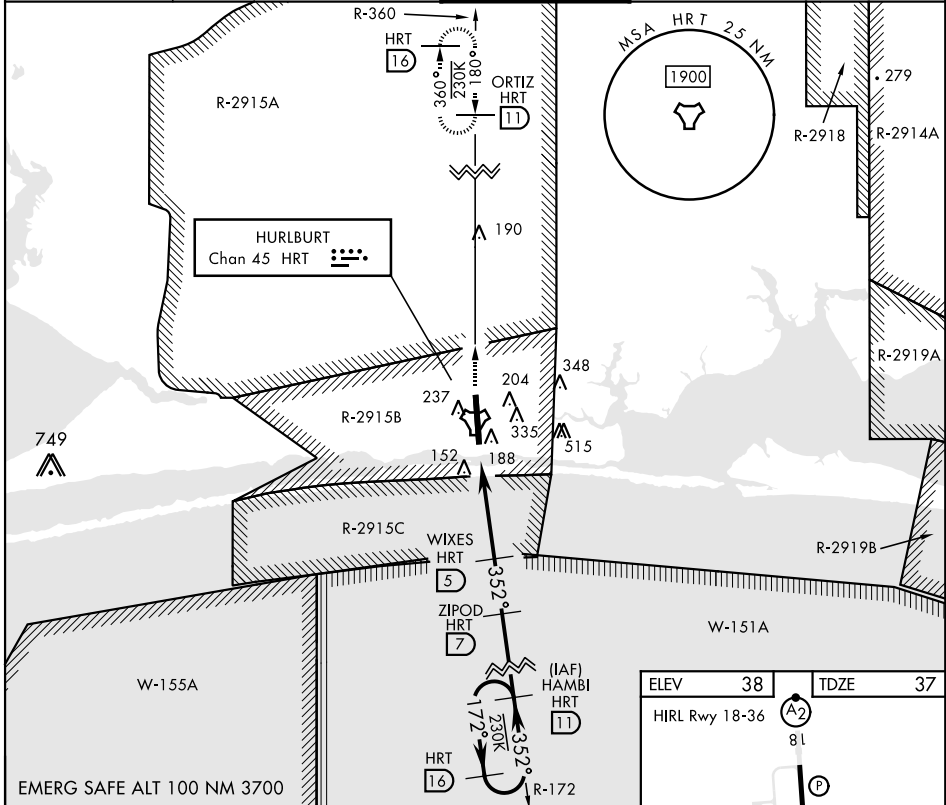 R-360
HRT
16
360°
230K
180°
ORTIZ
HRT
11
MSA HRT 25 NM
1900
279
R-2915A
R-2918
R-2914A
190
HURLBURT
Chan 45 HRT
R-2919A
348
204
237
R-2915B
335
515
749
152
188
R-2915C
WIXES
HRT
5
352°
R-2919B
ZIPOD
HRT
7
W-151A
W-155A
(IAF)
HAMBI
HRT
11
172°
230K
352°
HRT
16
R-172
ELEV 38
TDZE 37
HIRL Rwy 18-36
A2
18
P
EMERG SAFE ALT 100 NM 3700